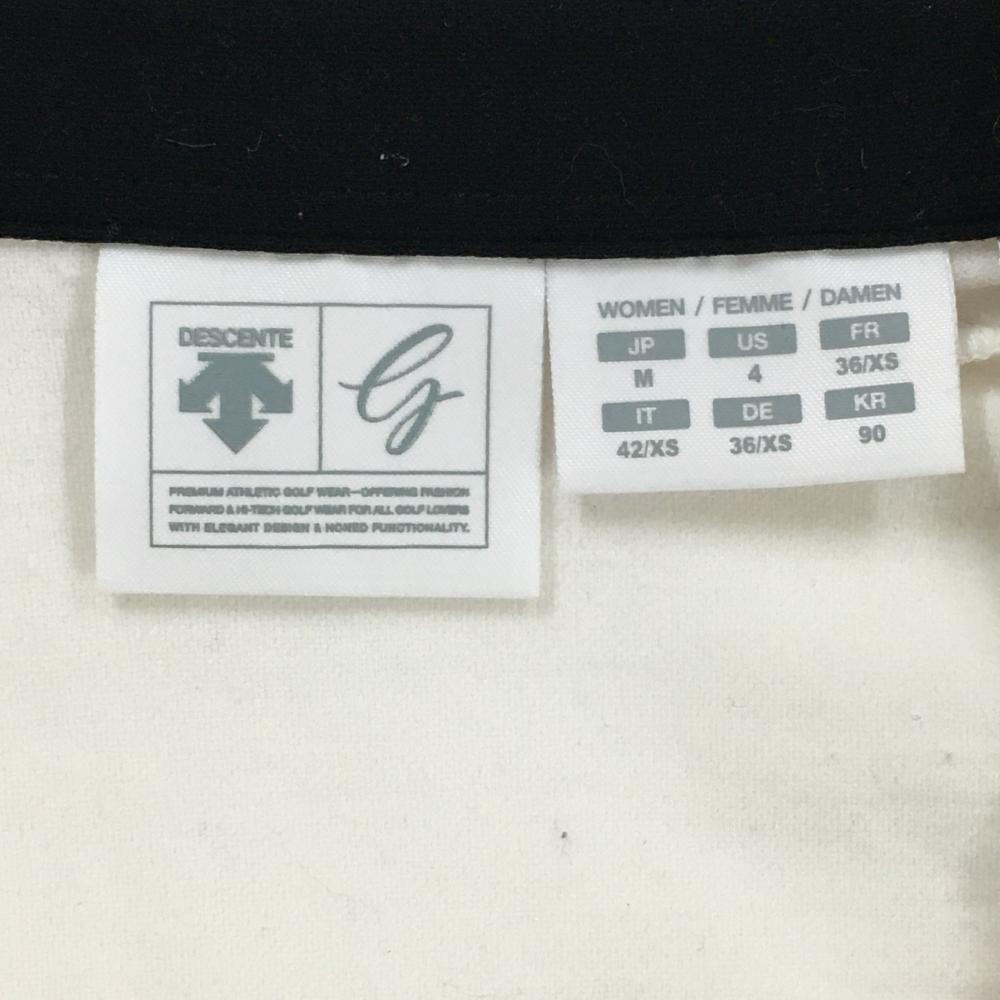 DESCENTE
G
PREMIUM ATHLETIC GOLF WEAR—OFFERING FASHION
FORWARD & HI-TECH GOLF WEAR FOR ALL GOLF LOVERS
WITH ELEGANT DESIGN & HONED FUNCTIONALITY.
WOMEN / FEMME / DAMEN
JP US FR
M 4 36/XS
IT DE KR
42/XS 36/XS 90